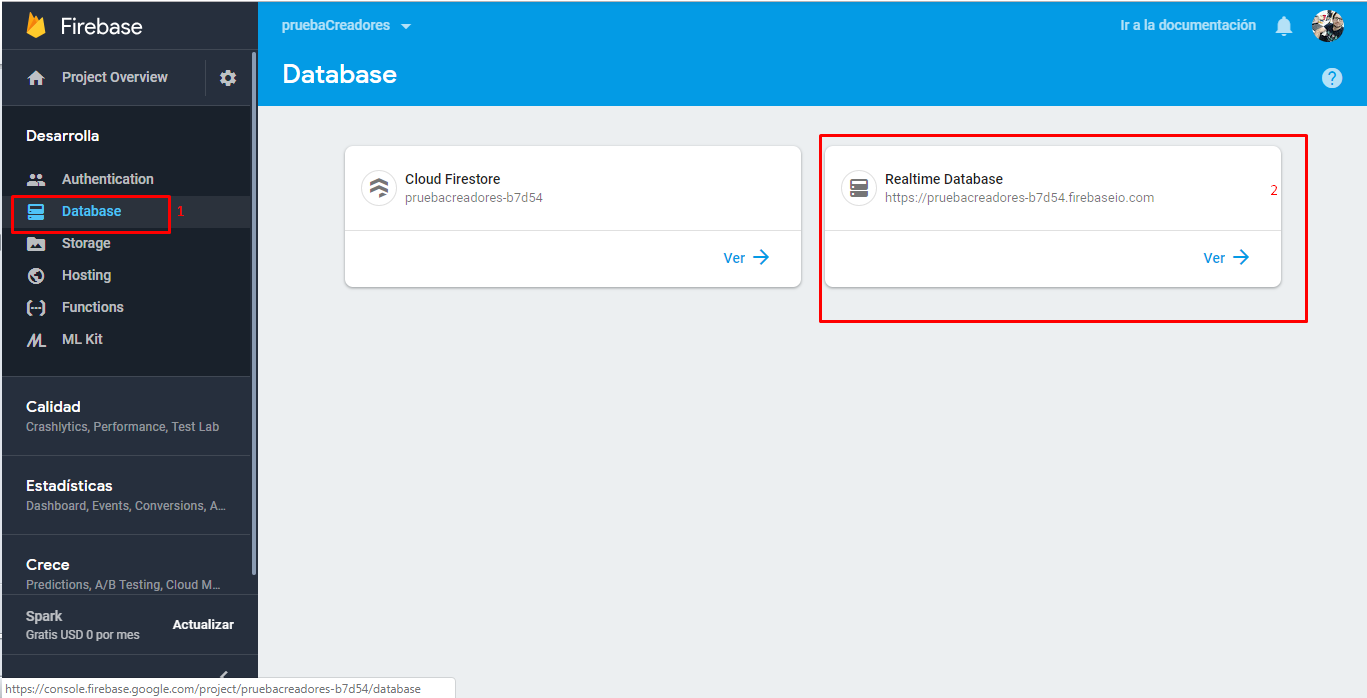 Firebase
Project Overview
Desarrolla
Authentication
Database
1
Storage
Hosting
Functions
ML Kit
Calidad
Crashlytics, Performance, Test Lab
Estadísticas
Dashboard, Events, Conversions, A...
Crece
Predictions, A/B Testing, Cloud M...
Spark
Gratis USD 0 por mes
Actualizar
pruebaCreadores
Ir a la documentación
Database
?
Cloud Firestore
pruebacreadores-b7d54
Ver
Realtime Database
https://pruebacreadores-b7d54.firebaseio.com
2
Ver
https://console.firebase.google.com/project/pruebacreadores-b7d54/database